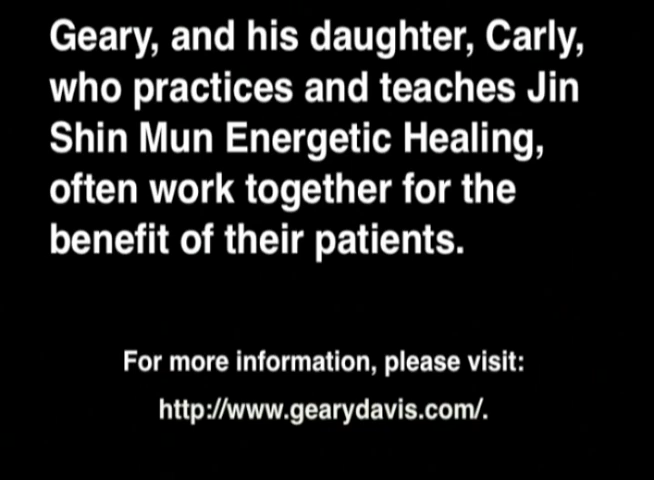 Geary, and his daughter, Carly,
who practices and teaches Jin
Shin Mun Energetic Healing,
often work together for the
benefit of their patients.
For more information, please visit:
http://www.gearydavis.com/.